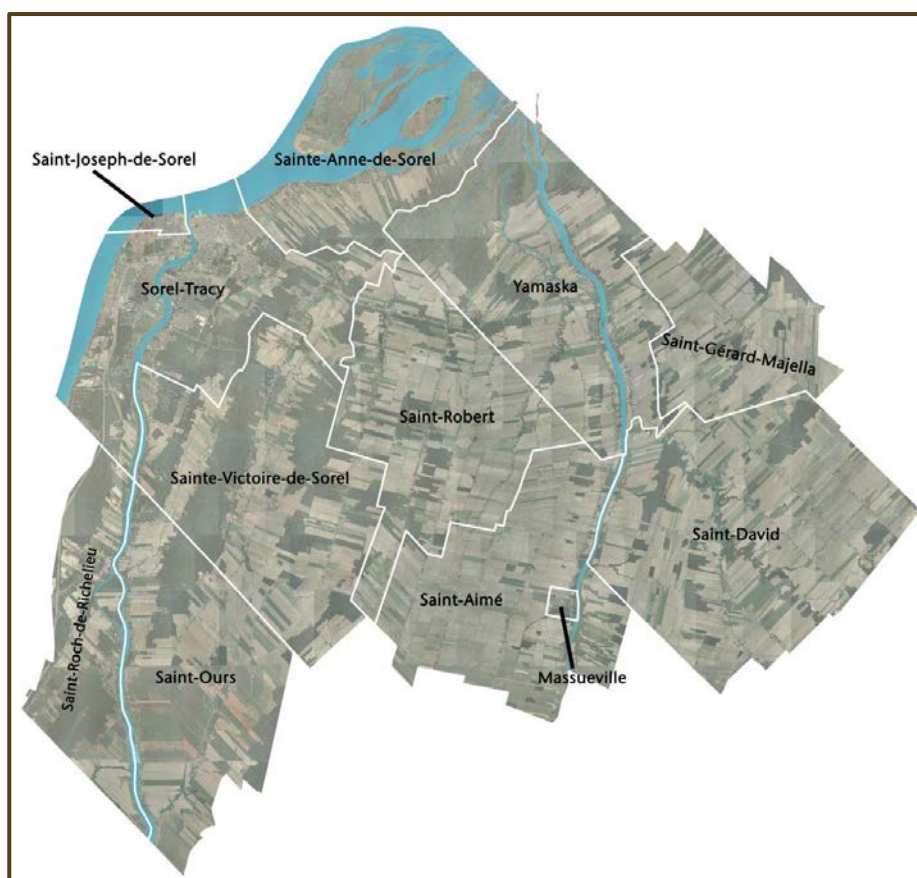 Saint-Joseph-de-Sorel
Sainte-Anne-de-Sorel
Sorel-Tracy
Yamaska
Saint-Gérard-Majella
Saint-Robert
Sainte-Victoire-de-Sorel
Saint-David
Saint-Aimé
Saint-Roch-de-Richelieu
Saint-Ours
Massueville